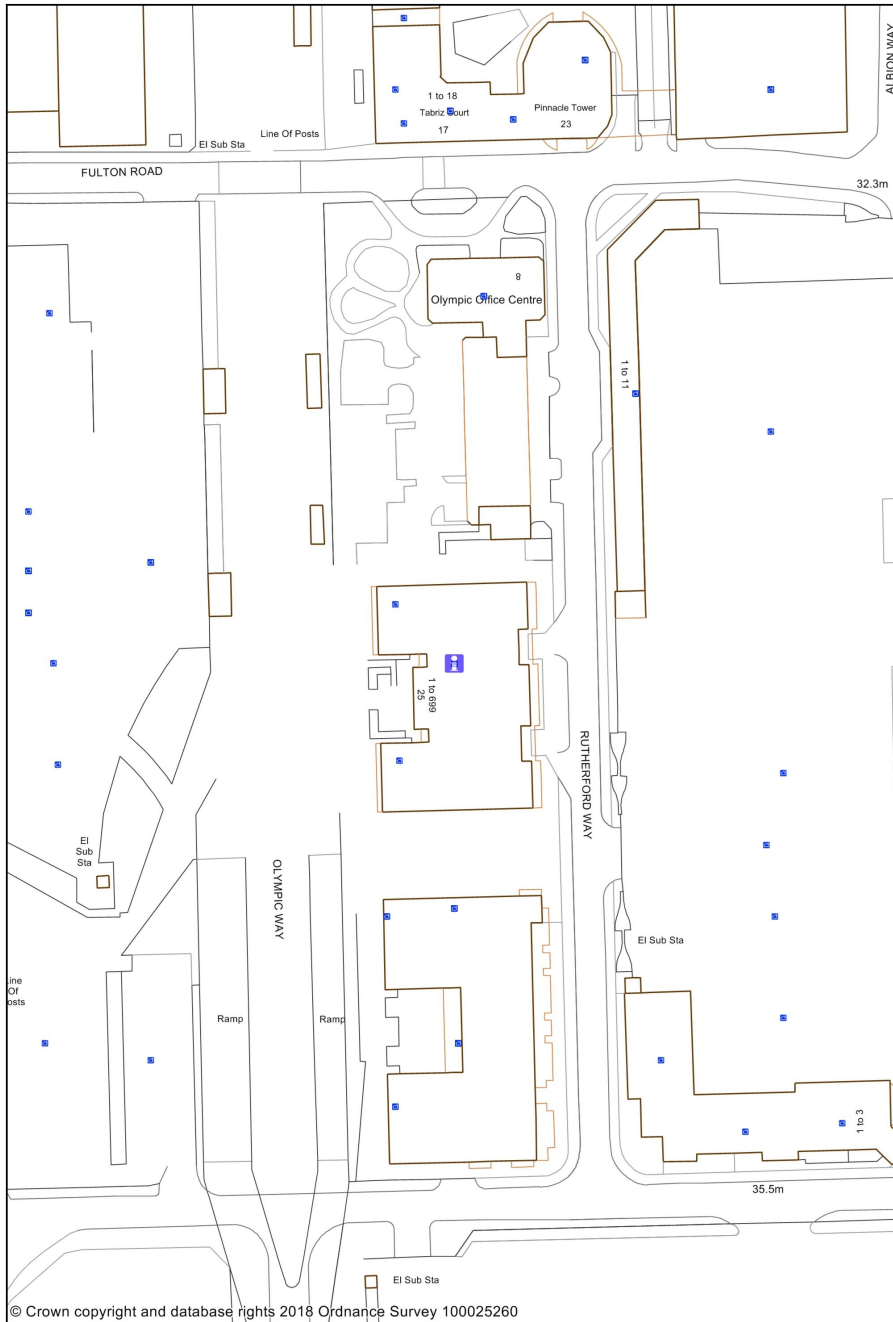 ALBION WAY
1 to 18
Tabriz Court
17
Pinnacle Tower
23
Line Of Posts
El Sub Sta
FULTON ROAD
32.3m
8
Olympic Office Centre
1 to 11
1 to 699
25
RUTHERFORD WAY
El
Sub
Sta
OLYMPIC WAY
El Sub Sta
Line
Of
Posts
Ramp
Ramp
1 to 3
35.5m
El Sub Sta
© Crown copyright and database rights 2018 Ordnance Survey 100025260